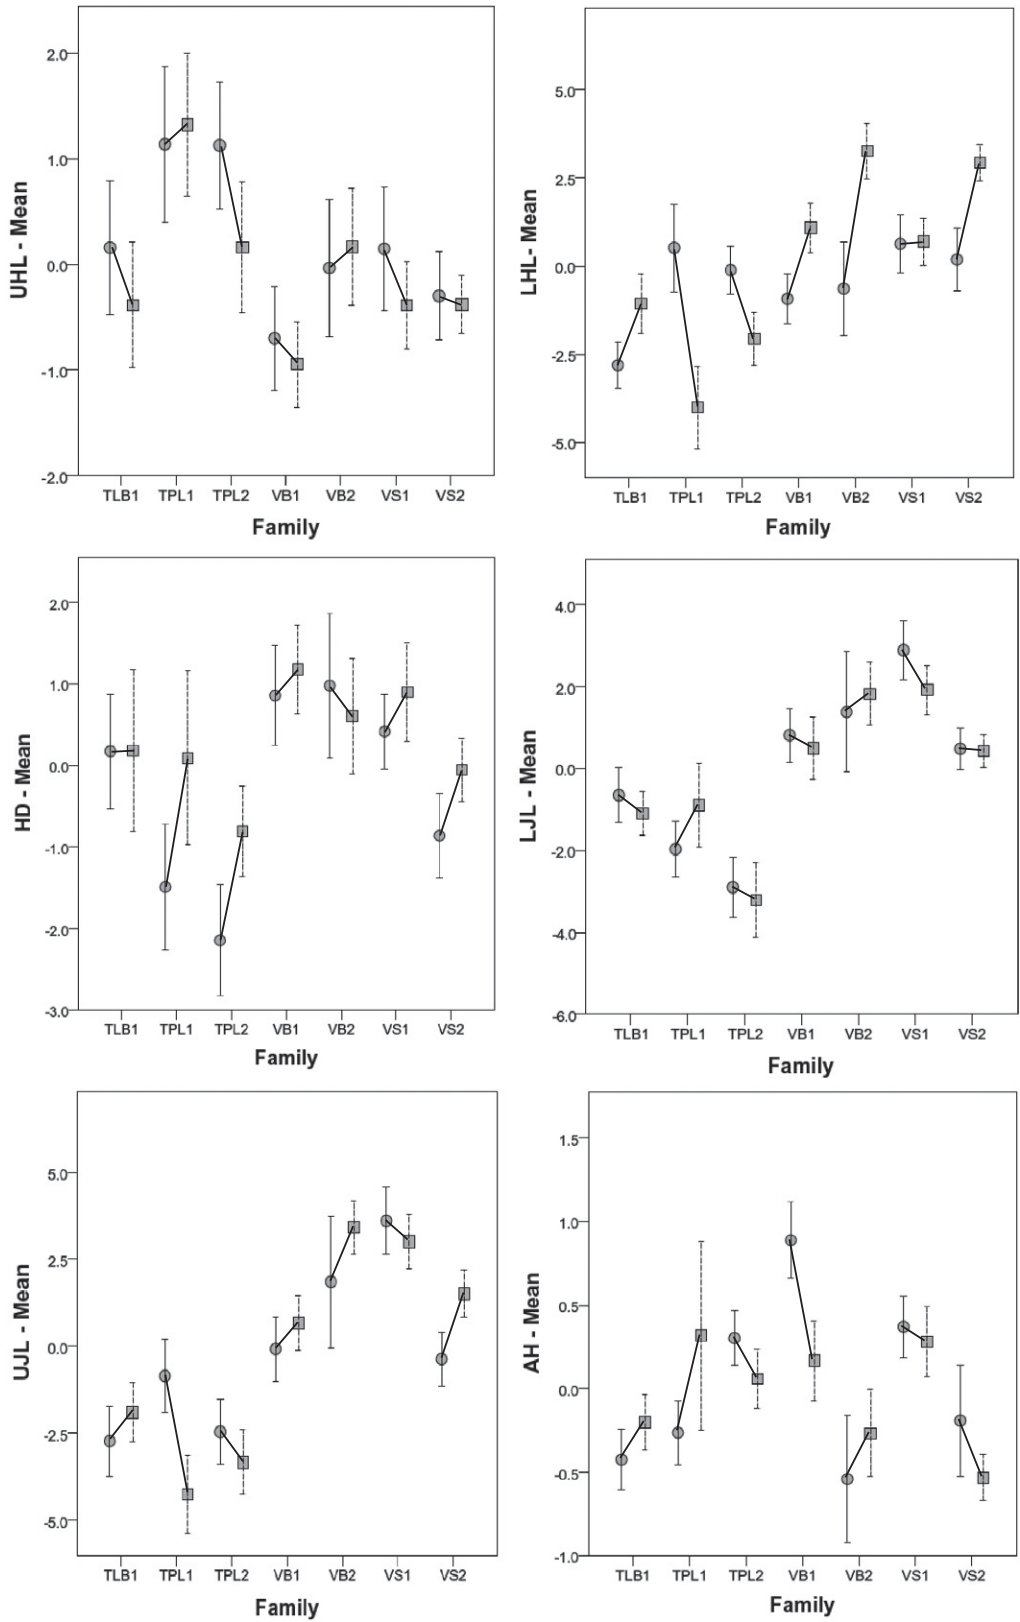 2.0
1.0
0.0
-1.0
-2.0
UHL - Mean
TLB1 TPL1 TPL2 VB1 VB2 VS1 VS2
Family
5.0
2.5
0.0
-2.5
-5.0
LHL- Mean
TLB1 TPL1 TPL2 VB1 VB2 VS1 VS2
Family
2.0
1.0
0.0
-1.0
-2.0
-3.0
HD - Mean
TLB1 TPL1 TPL2 VB1 VB2 VS1 VS2
Family
4.0
2.0
0.0
-2.0
-4.0
-6.0
LJL - Mean
TLB1 TPL1 TPL2 VB1 VB2 VS1 VS2
Family
5.0
2.5
0.0
-2.5
-5.0
UJL - Mean
TLB1 TPL1 TPL2 VB1 VB2 VS1 VS2
Family
1.5
1.0
0.5
0.0
-0.5
-1.0
AH - Mean
TLB1 TPL1 TPL2 VB1 VB2 VS1 VS2
Family